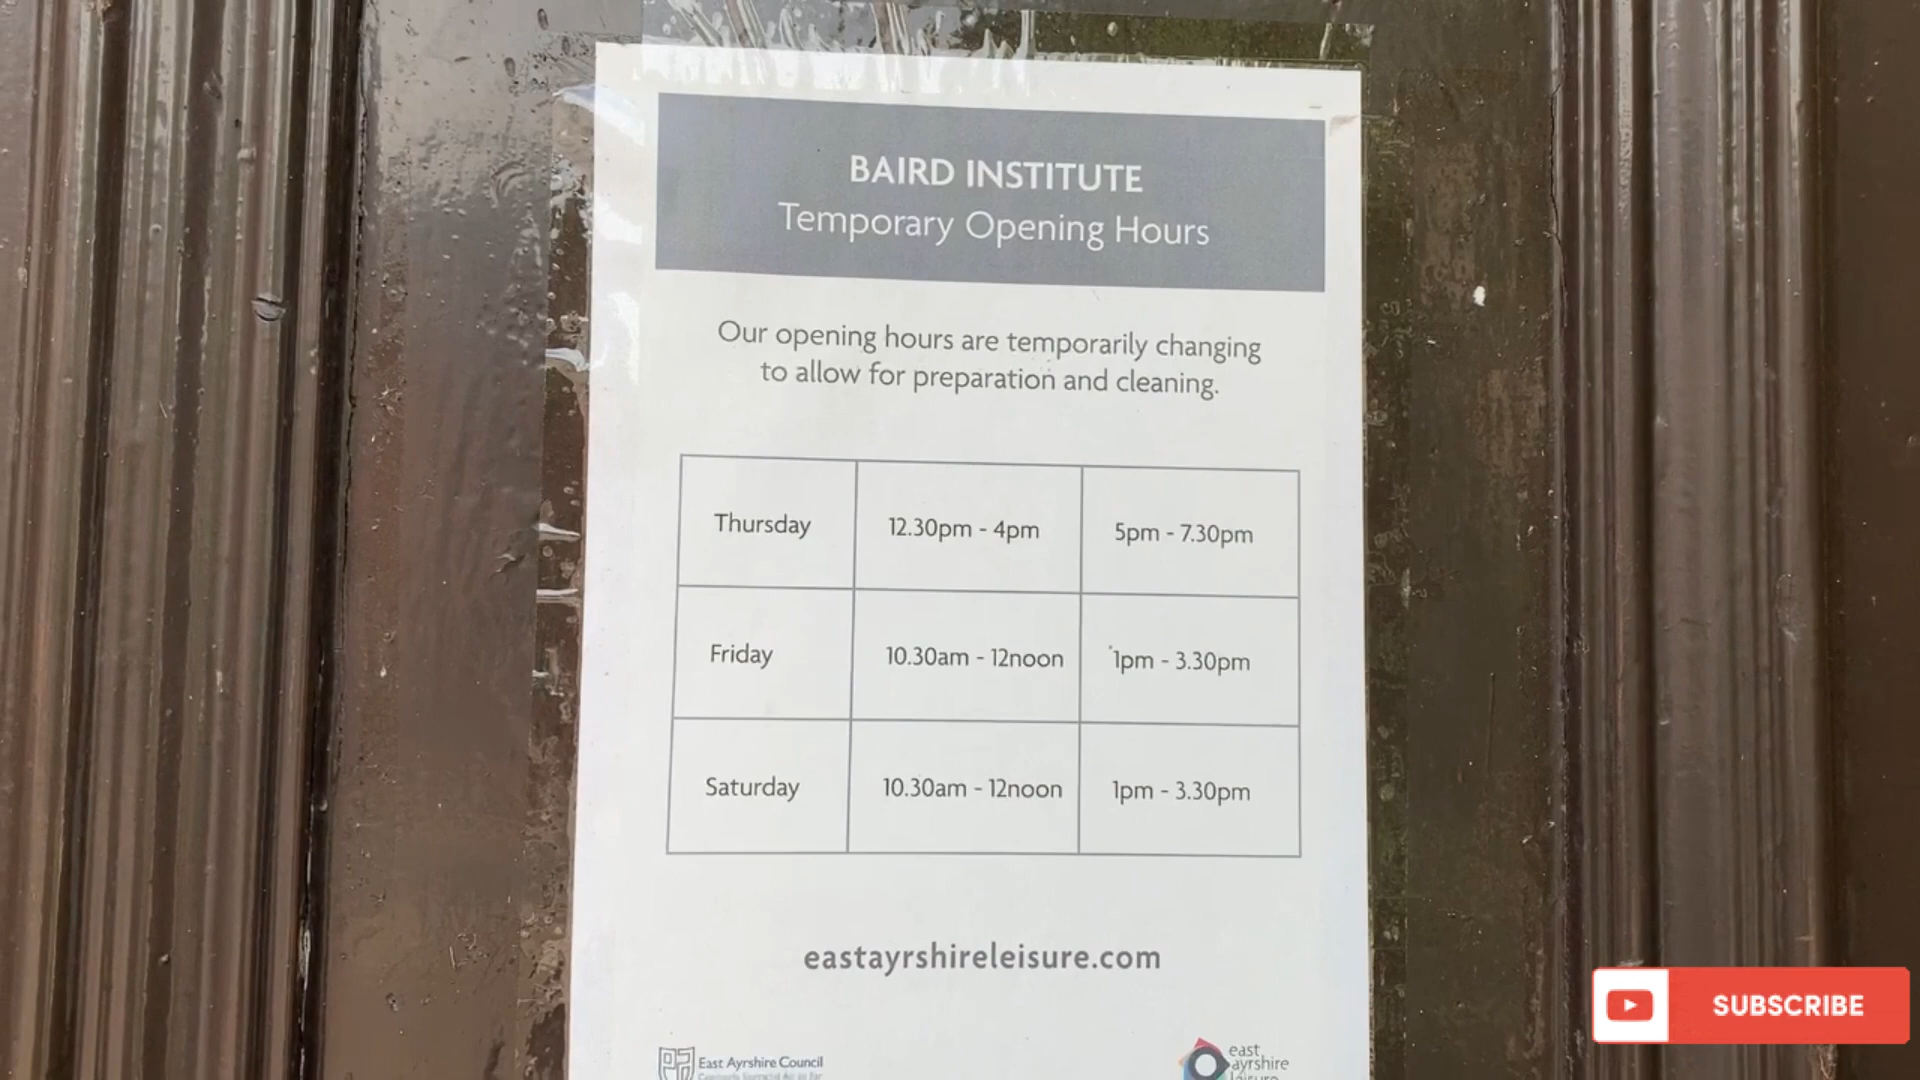 BAIRD INSTITUTE
Temporary Opening Hours
Our opening hours are temporarily changing
to allow for preparation and cleaning.
Thursday 12.30pm - 4pm 5pm - 7.30pm
Friday 10.30am - 12noon 1pm - 3.30pm
Saturday 10.30am - 12noon 1pm - 3.30pm
eastayrshireleisure.com
East Ayrshire Council
east
ayrshire
leisure
SUBSCRIBE